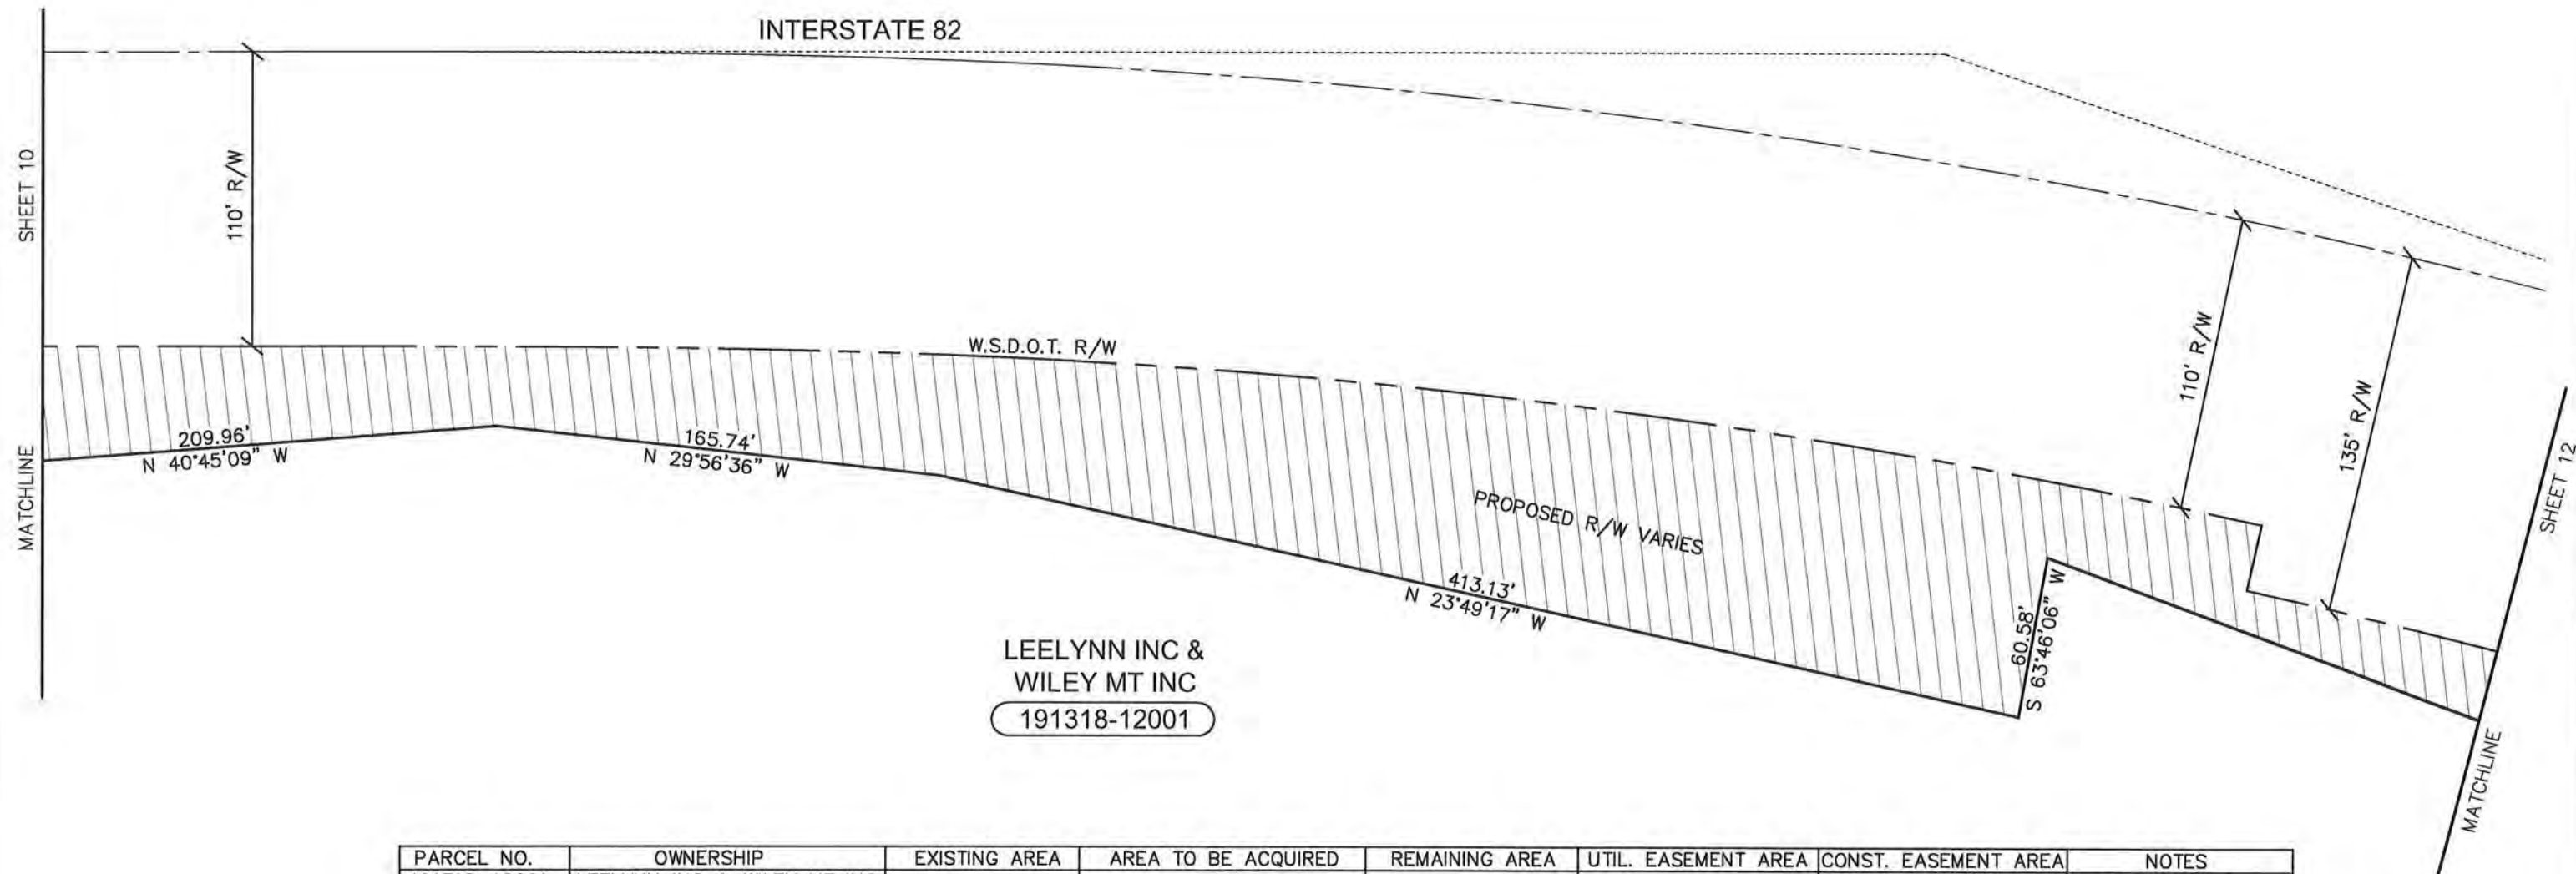 INTERSTATE 82
SHEET 10
MATCHLINE
110' R/W
W.S.D.O.T. R/W
209.96'
N 40°45'09" W
165.74'
N 29°56'36" W
PROPOSED R/W VARIES
413.13'
N 23°49'17" W
60.58'
S 63°46'06" W
110' R/W
135' R/W
SHEET 12
MATCHLINE
LEELYNN INC &
WILEY MT INC
191318-12001
PARCEL NO. OWNERSHIP EXISTING AREA AREA TO BE ACQUIRED REMAINING AREA UTIL. EASEMENT AREA CONST. EASEMENT AREA NOTES